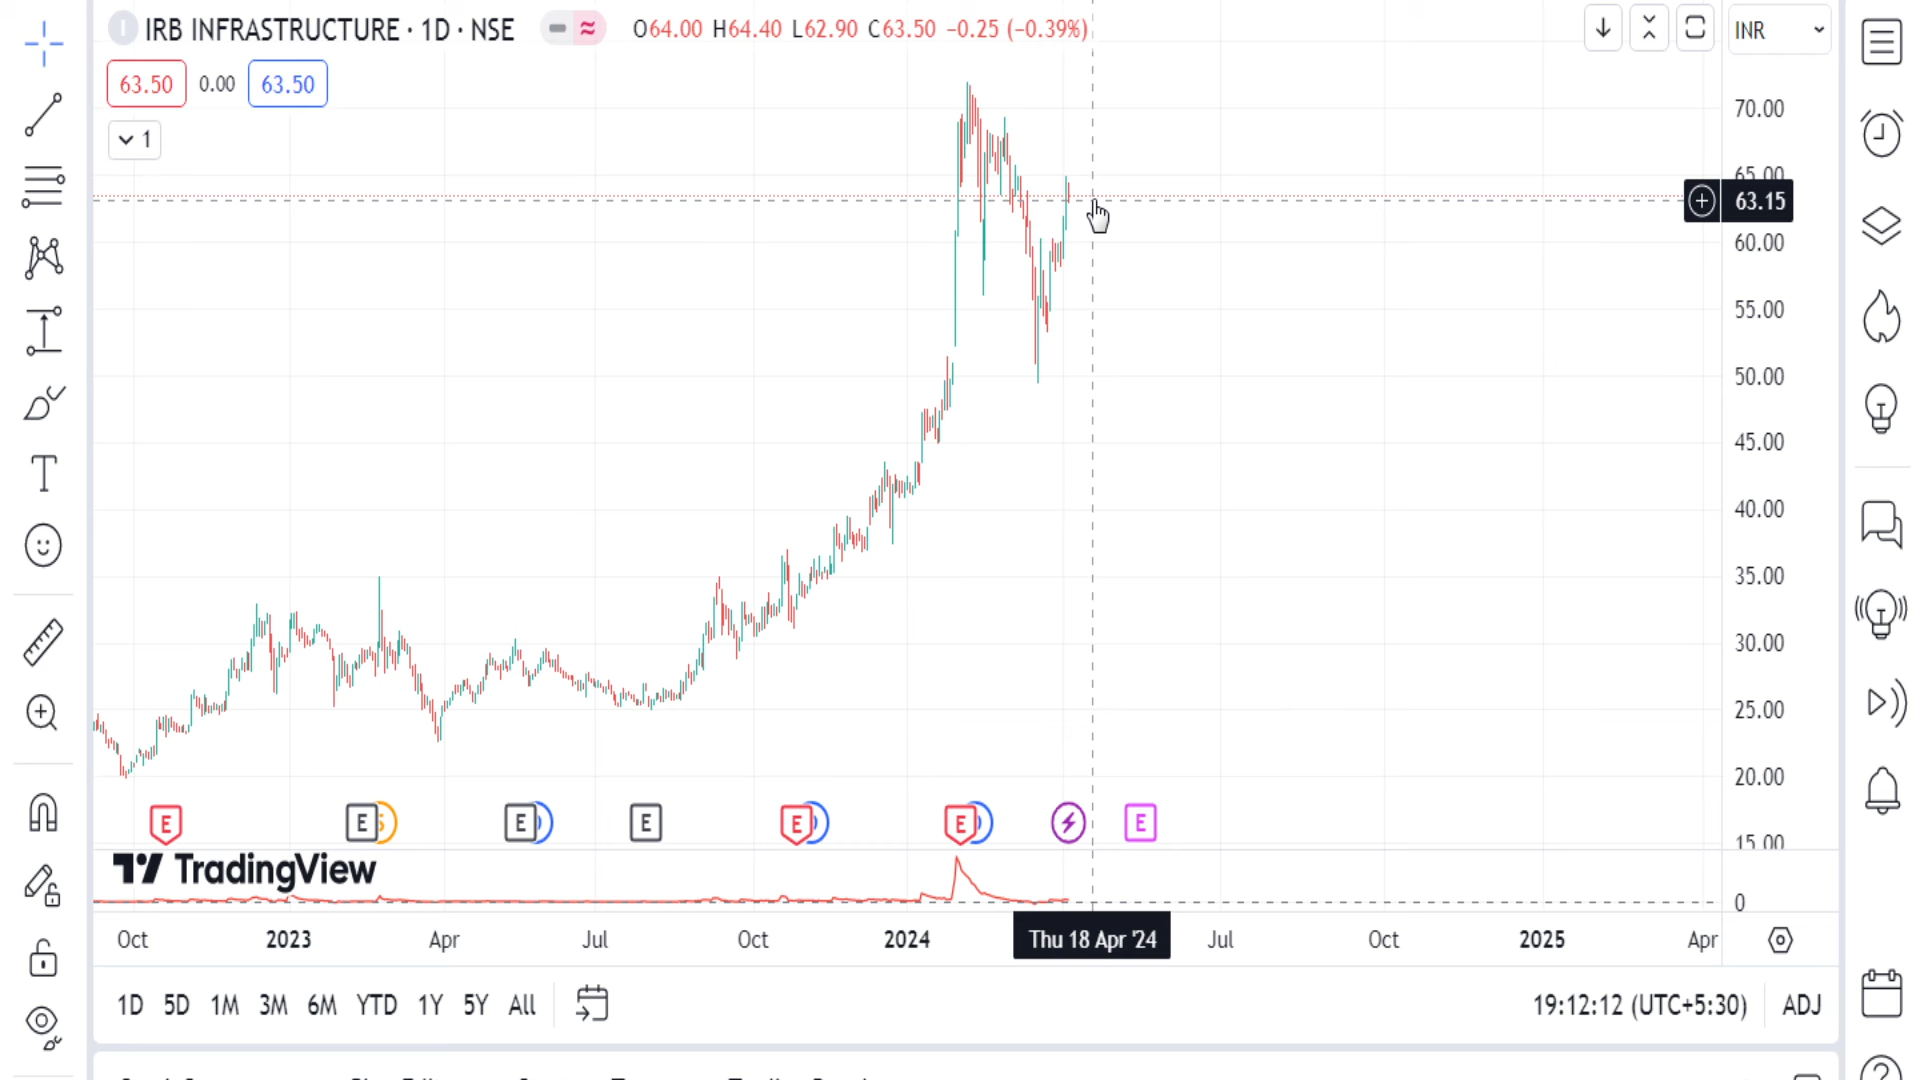 IRB INFRASTRUCTURE · 1D · NSE
O64.00 H64.40 L62.90 C63.50 −0.25 (−0.39%)
INR
63.50 0.00 63.50
1
70.00
65.00
63.15
60.00
55.00
50.00
45.00
40.00
35.00
30.00
25.00
20.00
15.00
E E E E E E E
TradingView
0
Oct 2023 Apr Jul Oct 2024 Thu 18 Apr '24 Jul Oct 2025 Apr
1D 5D 1M 3M 6M YTD 1Y 5Y All
19:12:12 (UTC+5:30) ADJ